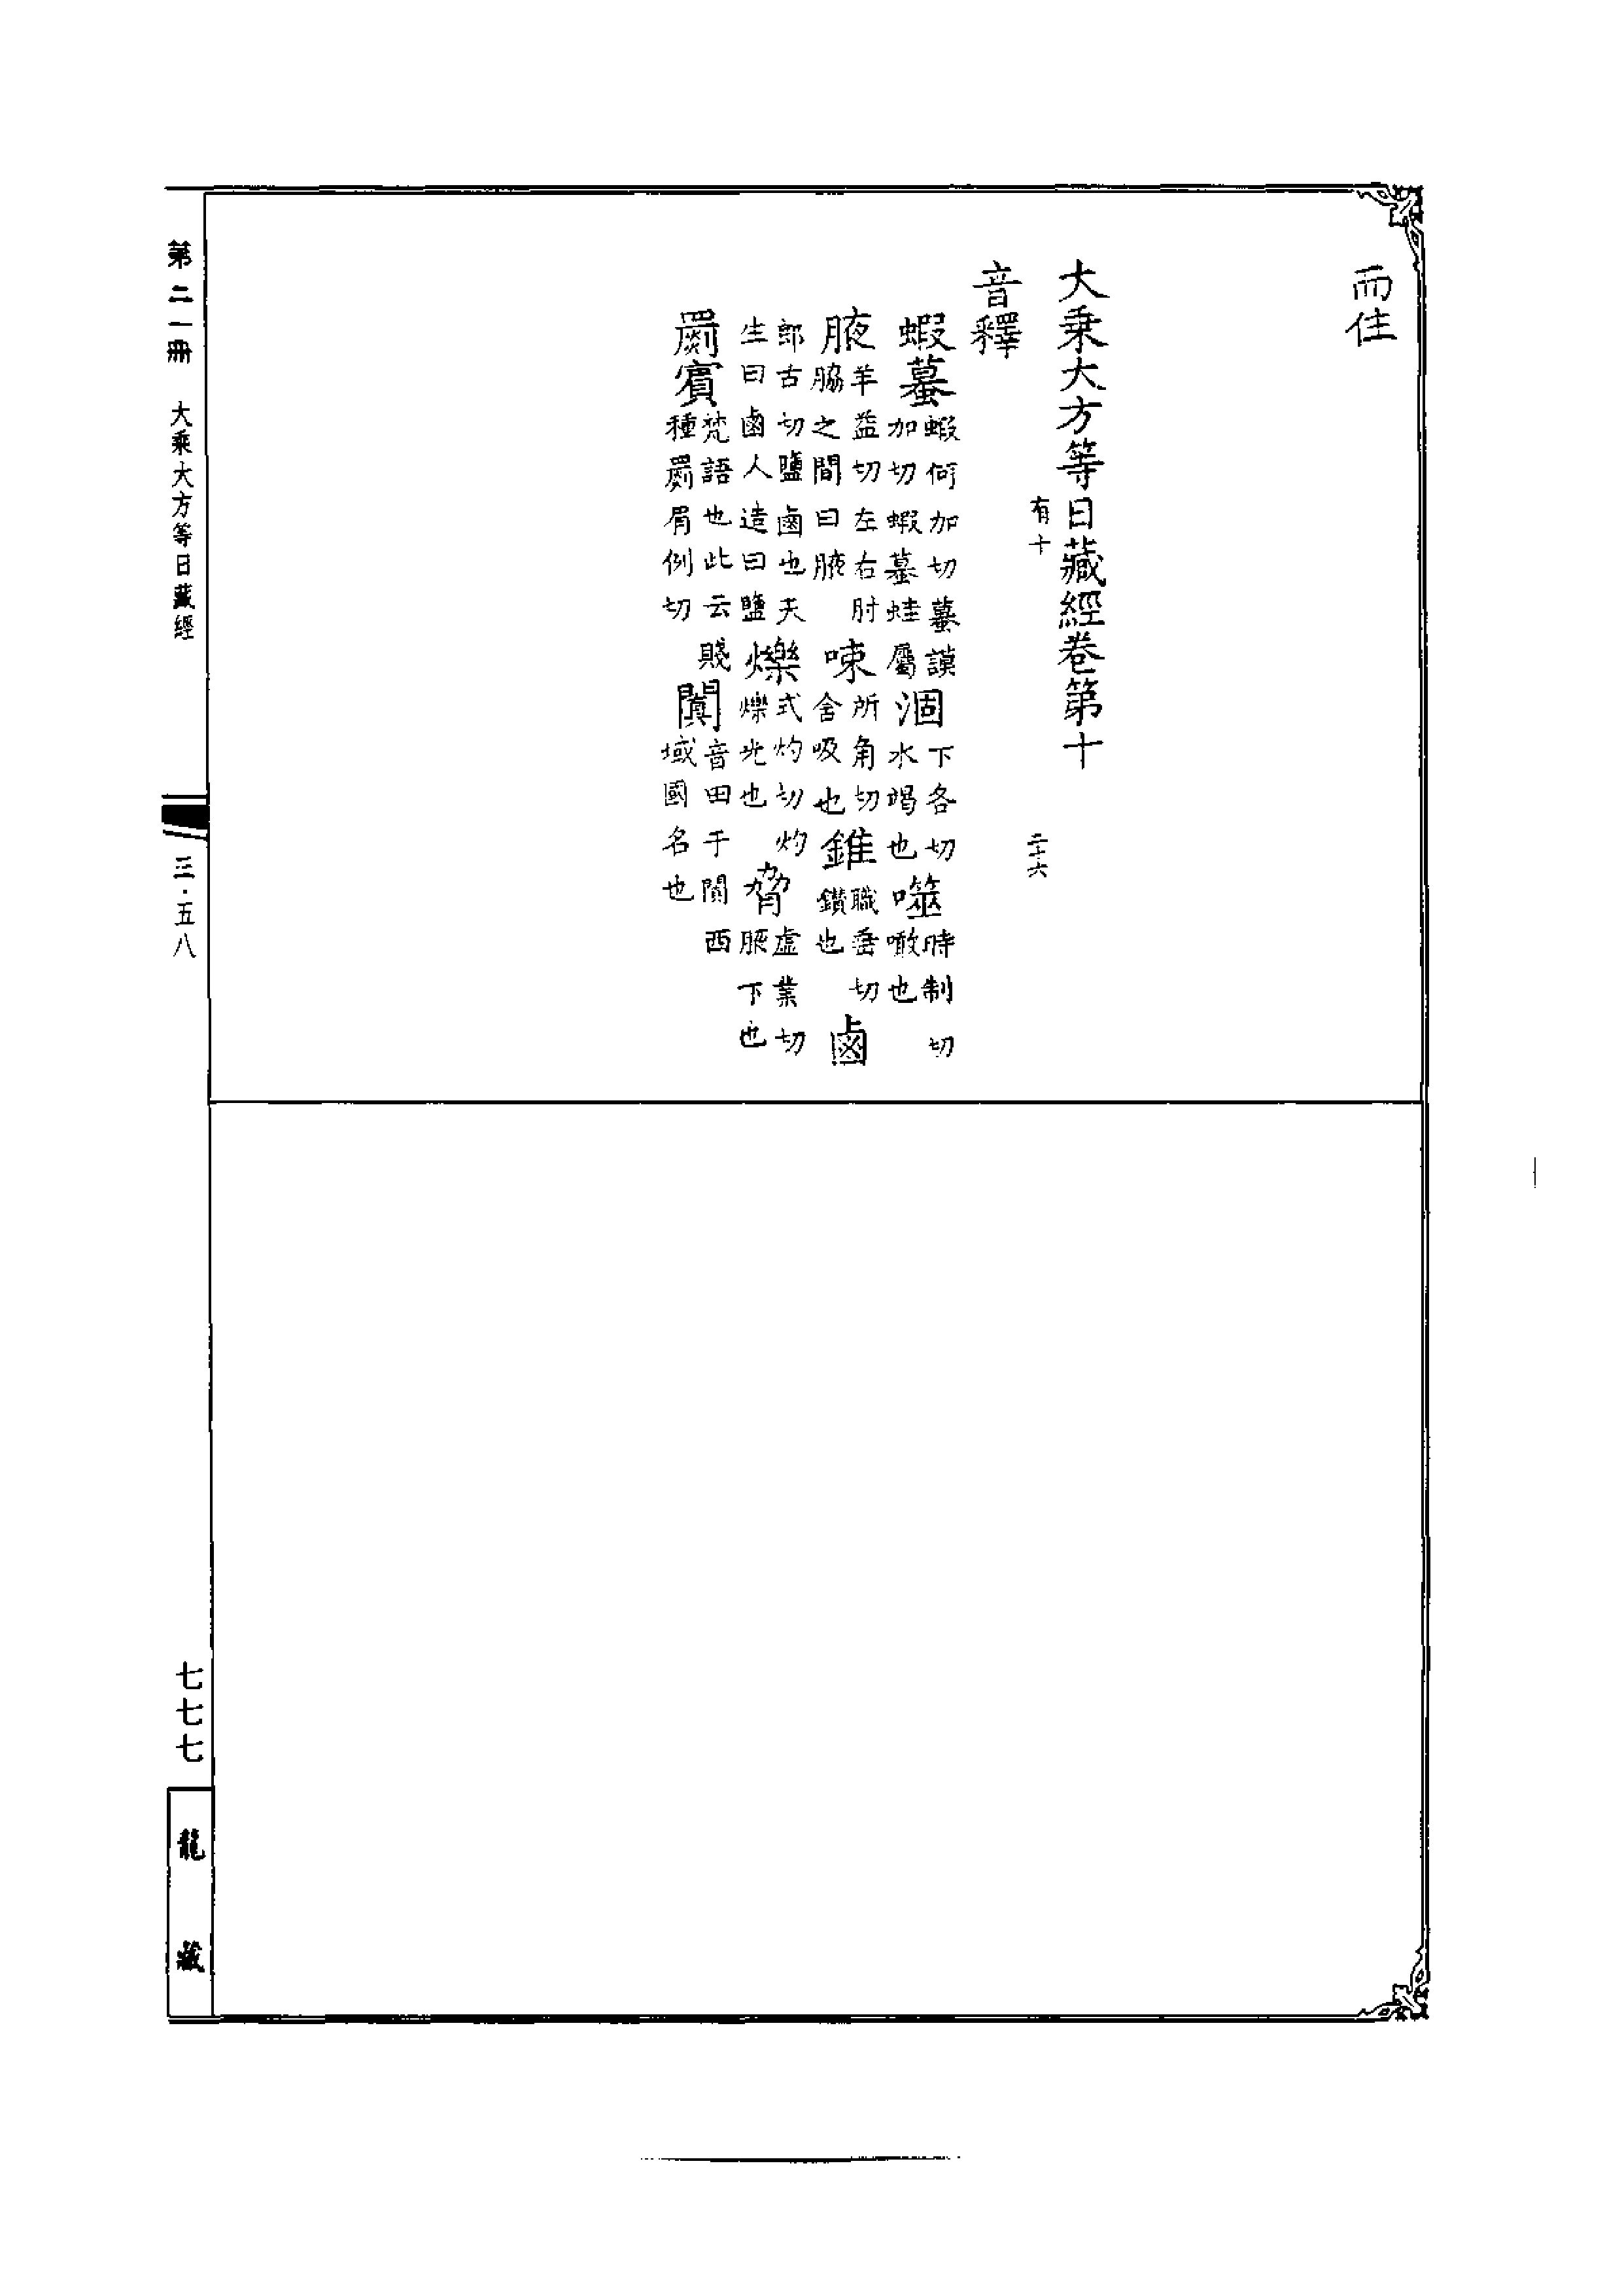 而住
大乗大方等日藏經卷第十
有十
二十六
音釋
蝦蟇蝦何加切蟇謨加切蝦蟇蛙屬涸下各切水竭也噬時制切噉也
腋羊益切左右肘脇之間曰腋㖒所角切含吸也錐職垂切鑽也鹵
郎古切鹽鹵也天生曰鹵人造曰鹽爍式灼切灼爍光也脅虛業切腋下也
罽賓梵語也此云賤種罽居例切闐音田于闐西域國名也
第二一冊
大乘大方等日藏經
三·五八
七七七
龍藏